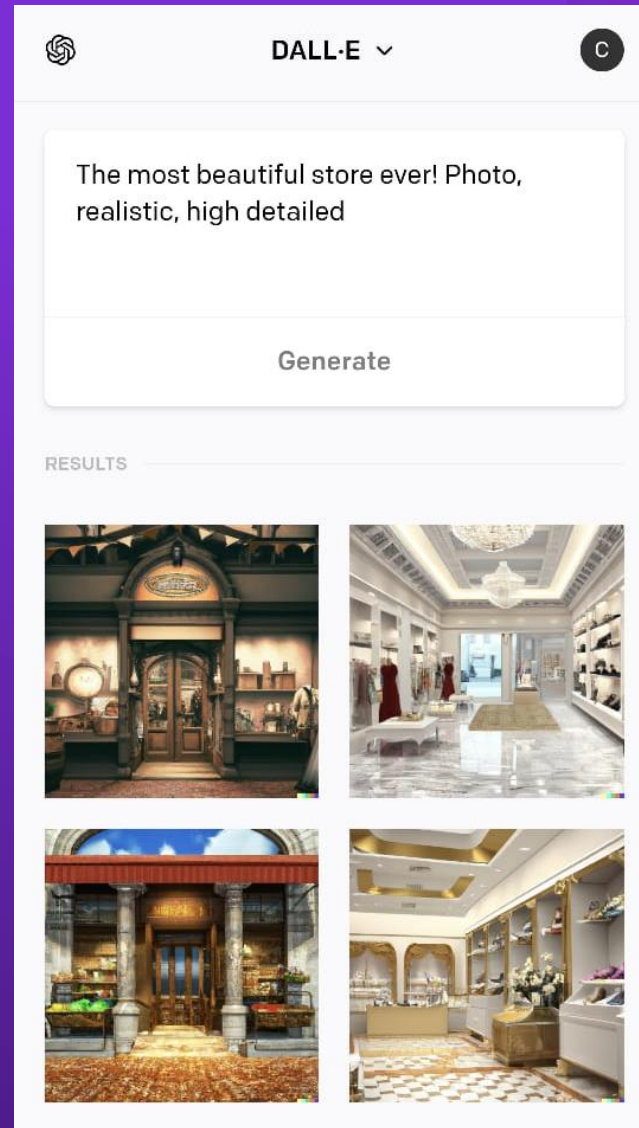 DALL·E
C
The most beautiful store ever! Photo,
realistic, high detailed
Generate
RESULTS